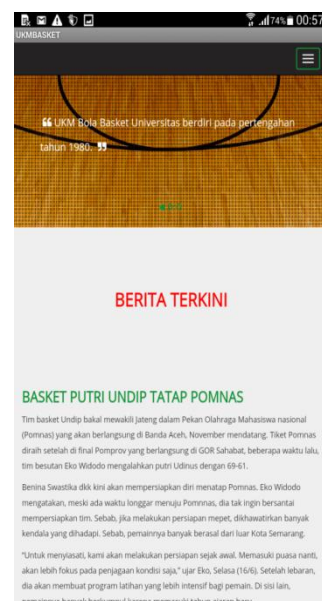 74% 00:57
UKMBASKET
❝ UKM Bola Basket Universitas berdiri pada pertengahan
tahun 1980. ❞
BERITA TERKINI
BASKET PUTRI UNDIP TATAP POMNAS
Tim basket Undip bakal mewakili Jateng dalam Pekan Olahraga Mahasiswa nasional
(Pomnas) yang akan berlangsung di Banda Aceh, November mendatang. Tiket Pomnas
diraih setelah di final Pomprov yang berlangsung di GOR Sahabat, beberapa waktu lalu,
tim besutan Eko Widodo mengalahkan putri Udinus dengan 69-61.
Benina Swastika dkk kini akan mempersiapkan diri menatap Pomnas. Eko Widodo
mengatakan, meski ada waktu longgar menuju Pomnnas, dia tak ingin bersantai
mempersiapkan tim. Sebab, jika melakukan persiapan mepet, dikhawatirkan banyak
kendala yang dihadapi. Sebab, pemainnya banyak berasal dari luar Kota Semarang.
"Untuk menyiasati, kami akan melakukan persiapan sejak awal. Memasuki puasa nanti,
akan lebih fokus pada penjagaan kondisi saja," ujar Eko, Selasa (16/6). Setelah lebaran,
dia akan membuat program latihan yang lebih intensif bagi pemain. Di sisi lain,